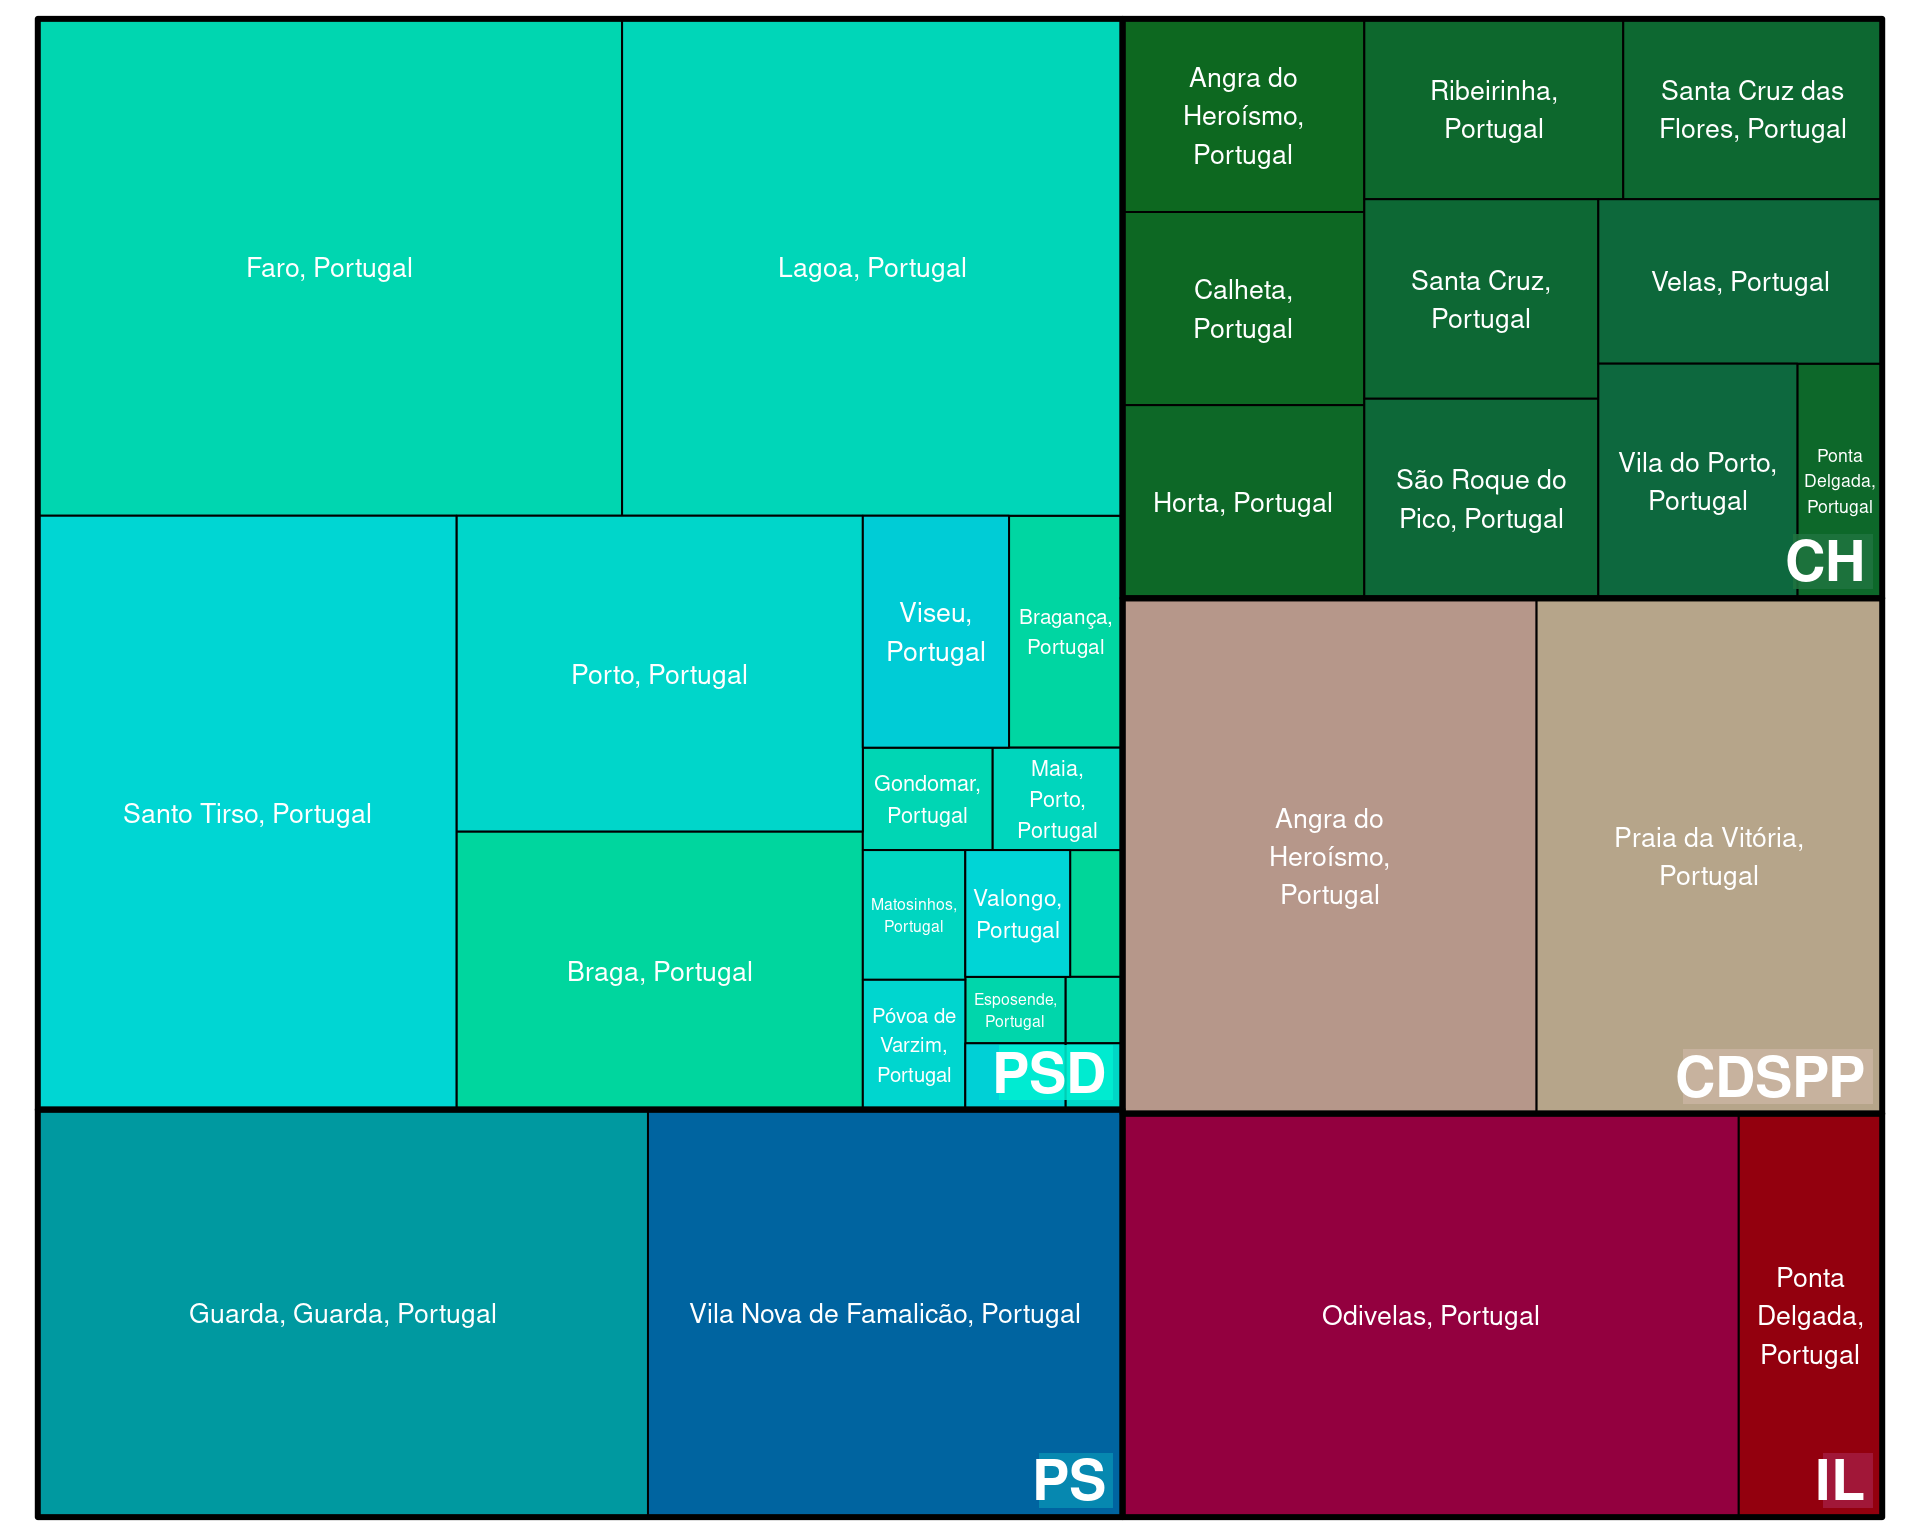 Faro, Portugal
Lagoa, Portugal
Santo Tirso, Portugal
Porto, Portugal
Braga, Portugal
Viseu,
Portugal
Bragança,
Portugal
Gondomar,
Portugal
Maia,
Porto,
Portugal
Matosinhos,
Portugal
Valongo,
Portugal
Póvoa de
Varzim,
Portugal
Esposende,
Portugal
PSD
Guarda, Guarda, Portugal
Vila Nova de Famalicão, Portugal
PS
Angra do
Heroísmo,
Portugal
Calheta,
Portugal
Horta, Portugal
Ribeirinha,
Portugal
Santa Cruz das
Flores, Portugal
Santa Cruz,
Portugal
Velas, Portugal
São Roque do
Pico, Portugal
Vila do Porto,
Portugal
Ponta
Delgada,
Portugal
CH
Angra do
Heroísmo,
Portugal
Praia da Vitória,
Portugal
CDSPP
Odivelas, Portugal
Ponta
Delgada,
Portugal
IL